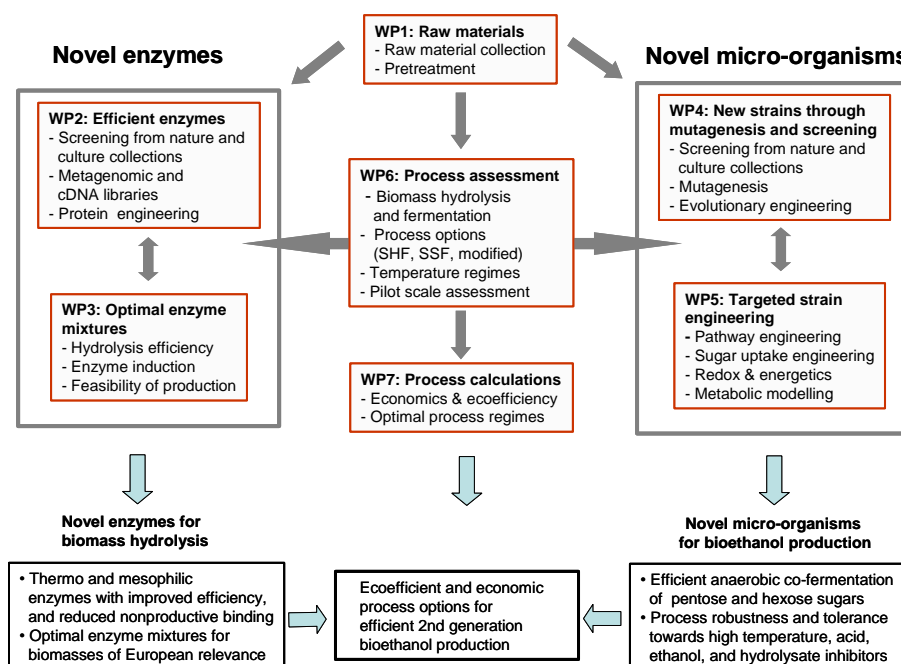 WP1: Raw materials
- Raw material collection
- Pretreatment
Novel enzymes
Novel micro-organisms
WP2: Efficient enzymes
- Screening from nature and
culture collections
- Metagenomic and
cDNA libraries
- Protein engineering
WP3: Optimal enzyme
mixtures
- Hydrolysis efficiency
- Enzyme induction
- Feasibility of production
WP6: Process assessment
- Biomass hydrolysis
and fermentation
- Process options
(SHF, SSF, modified)
- Temperature regimes
- Pilot scale assessment
WP7: Process calculations
- Economics & ecoefficiency
- Optimal process regimes
WP4: New strains through
mutagenesis and screening
- Screening from nature and
culture collections
- Mutagenesis
- Evolutionary engineering
WP5: Targeted strain
engineering
- Pathway engineering
- Sugar uptake engineering
- Redox & energetics
- Metabolic modelling
Novel enzymes for
biomass hydrolysis
• Thermo and mesophilic
enzymes with improved efficiency,
and reduced nonproductive binding
• Optimal enzyme mixtures for
biomasses of European relevance
Ecoefficient and economic
process options for
efficient 2nd generation
bioethanol production
Novel micro-organisms
for bioethanol production
• Efficient anaerobic co-fermentation
of pentose and hexose sugars
• Process robustness and tolerance
towards high temperature, acid,
ethanol, and hydrolysate inhibitors